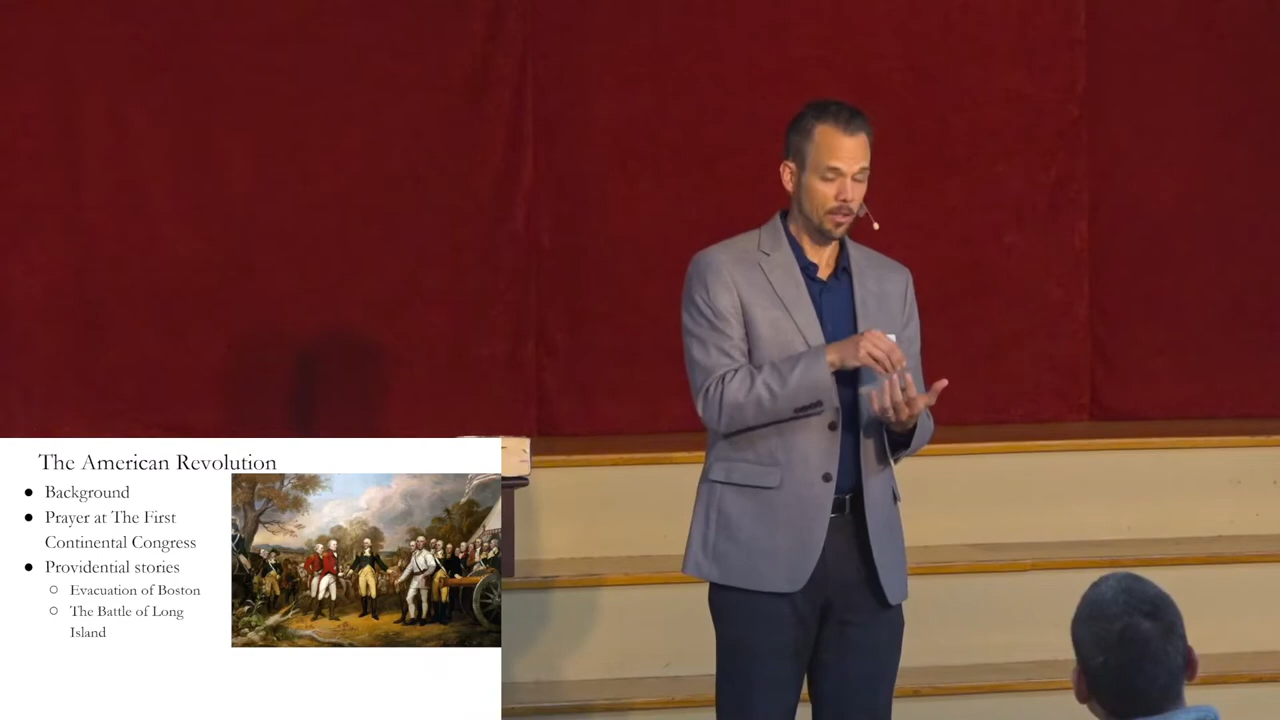 The American Revolution
● Background
● Prayer at The First
Continental Congress
● Providential stories
○ Evacuation of Boston
○ The Battle of Long
Island